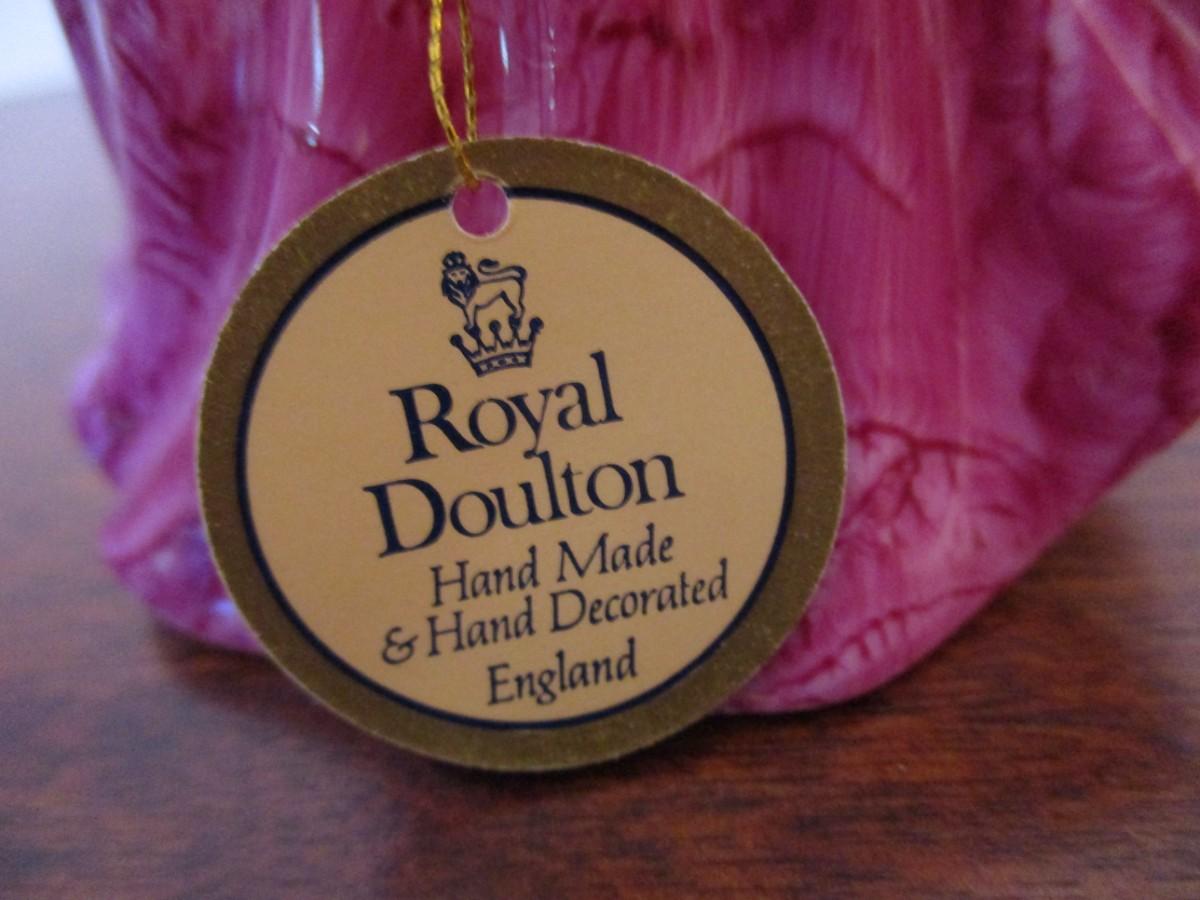 Royal
Doulton
Hand Made
& Hand Decorated
England